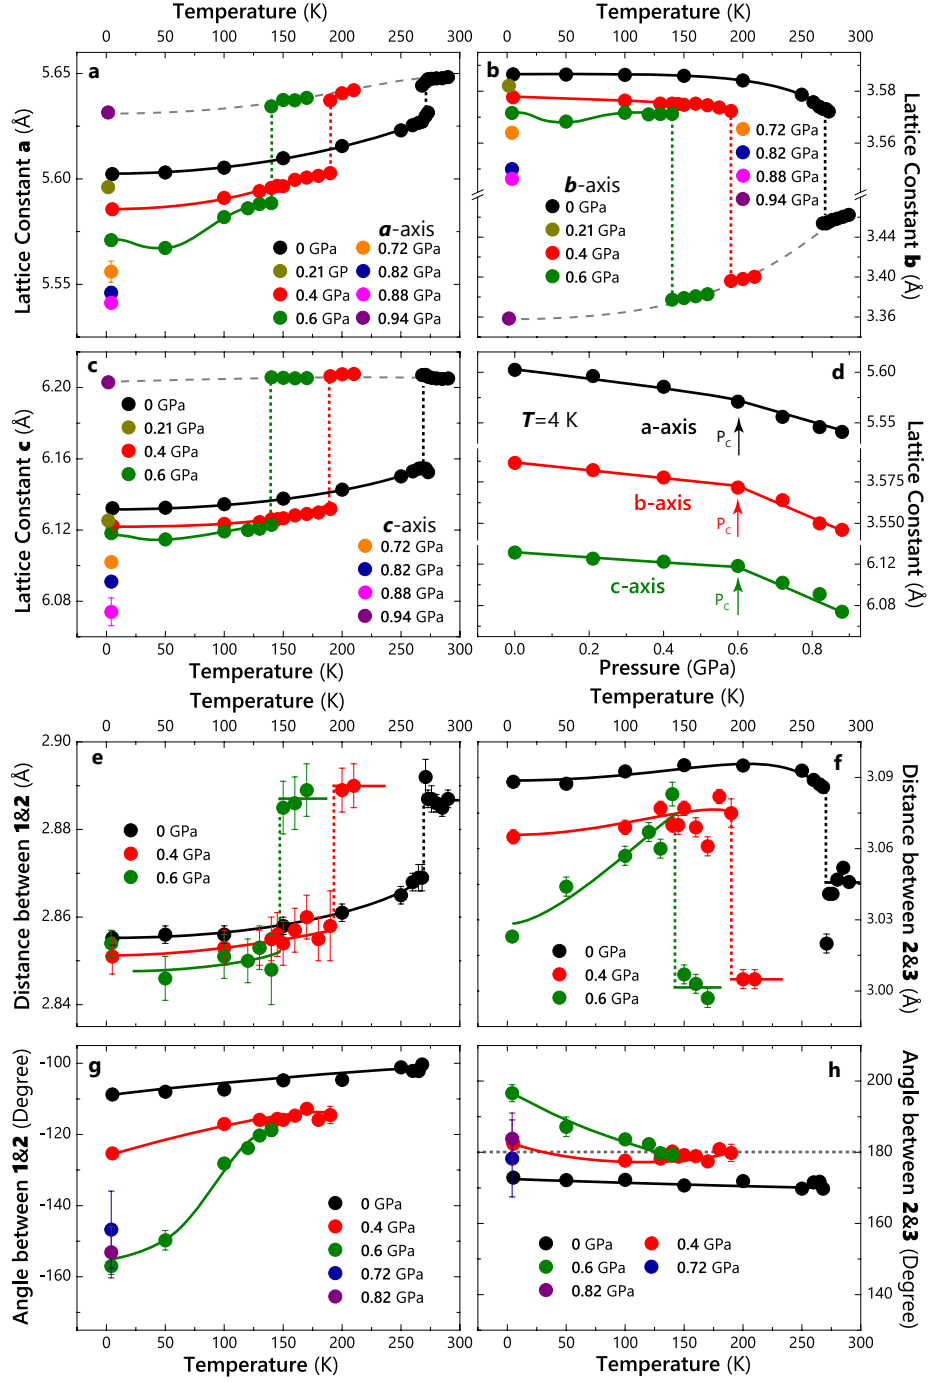 Temperature (K)
Temperature (K)
0 50 100 150 200 250 300
0 50 100 150 200 250 300
a
5.65
5.60
5.55
Lattice Constant a (Å)
a-axis
0 GPa
0.21 GP
0.4 GPa
0.6 GPa
0.72 GPa
0.82 GPa
0.88 GPa
0.94 GPa
b
3.58
3.56
3.44
3.40
3.36
Lattice Constant b (Å)
b-axis
0 GPa
0.21 GPa
0.4 GPa
0.6 GPa
0.72 GPa
0.82 GPa
0.88 GPa
0.94 GPa
c
6.20
6.16
6.12
6.08
Lattice Constant c (Å)
0 GPa
0.21 GPa
0.4 GPa
0.6 GPa
c-axis
0.72 GPa
0.82 GPa
0.88 GPa
0.94 GPa
0 50 100 150 200 250 300
Temperature (K)
d
5.60
5.55
3.575
3.550
6.12
6.08
Lattice Constant (Å)
T=4 K
a-axis
PC
b-axis
PC
c-axis
PC
0.0 0.2 0.4 0.6 0.8
Pressure (GPa)
Temperature (K)
0 50 100 150 200 250 300
e
2.90
2.88
2.86
2.84
Distance between 1&2 (Å)
0 GPa
0.4 GPa
0.6 GPa
f
3.09
3.06
3.03
3.00
Distance between 2&3 (Å)
0 GPa
0.4 GPa
0.6 GPa
g
-100
-120
-140
-160
Angle between 1&2 (Degree)
0 GPa
0.4 GPa
0.6 GPa
0.72 GPa
0.82 GPa
0 50 100 150 200 250 300
Temperature (K)
h
200
190
180
170
160
150
140
130
Angle between 2&3 (Degree)
0 GPa
0.4 GPa
0.6 GPa
0.72 GPa
0.82 GPa
0 50 100 150 200 250 300
Temperature (K)